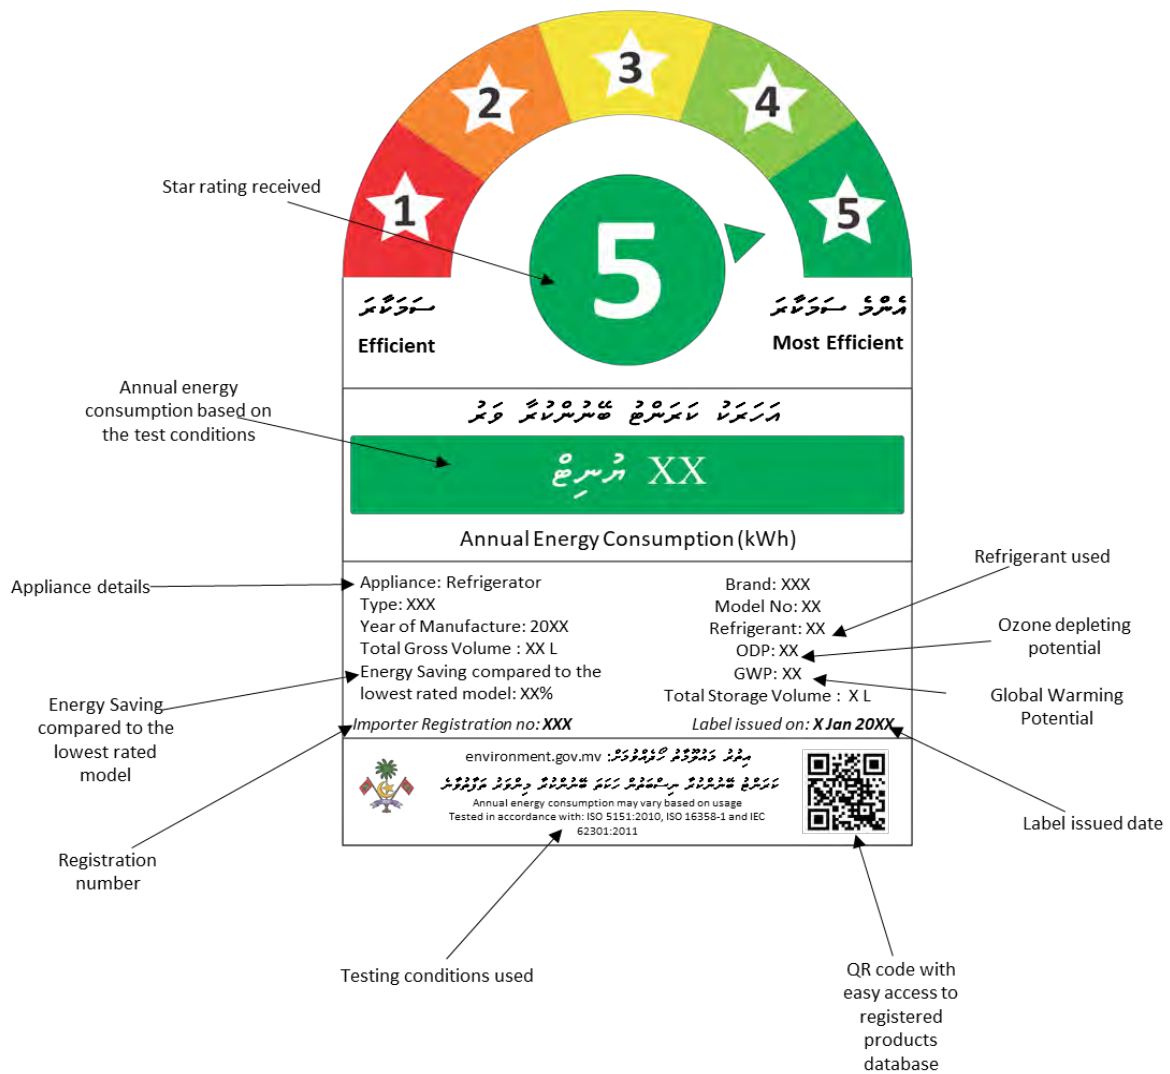 1
2
3
4
5
Star rating received
5
ސަމަކާރަ
އެންމެ ސަމަކާރަ
Efficient
Most Efficient
Annual energy
consumption based on
the test conditions
އަހަރަކު ކަރަންޓު ބޭނުންކުރާ ވަރު
XX ޔުނިޓް
Annual Energy Consumption (kWh)
Appliance details
Appliance: Refrigerator
Type: XXX
Year of Manufacture: 20XX
Total Gross Volume : XX L
Energy Saving compared to the
lowest rated model: XX%
Importer Registration no: XXX
Brand: XXX
Model No: XX
Refrigerant: XX
ODP: XX
GWP: XX
Total Storage Volume : X L
Label issued on: X Jan 20XX
Refrigerant used
Ozone depleting
potential
Global Warming
Potential
Energy Saving
compared to the
lowest rated
model
އިތުރު މައުލޫމާތު ހޯދެއްވުމަށް: environment.gov.mv
ކަރަންޓު ބޭނުންކުރާ ނިސްބަތުން ހަކަތަ ބޭނުންކުރާ މިންވަރު ތަފާތުވާނެ
Annual energy consumption may vary based on usage
Tested in accordance with: ISO 5151:2010, ISO 16358-1 and IEC
62301:2011
Label issued date
Registration
number
Testing conditions used
QR code with
easy access to
registered
products
database